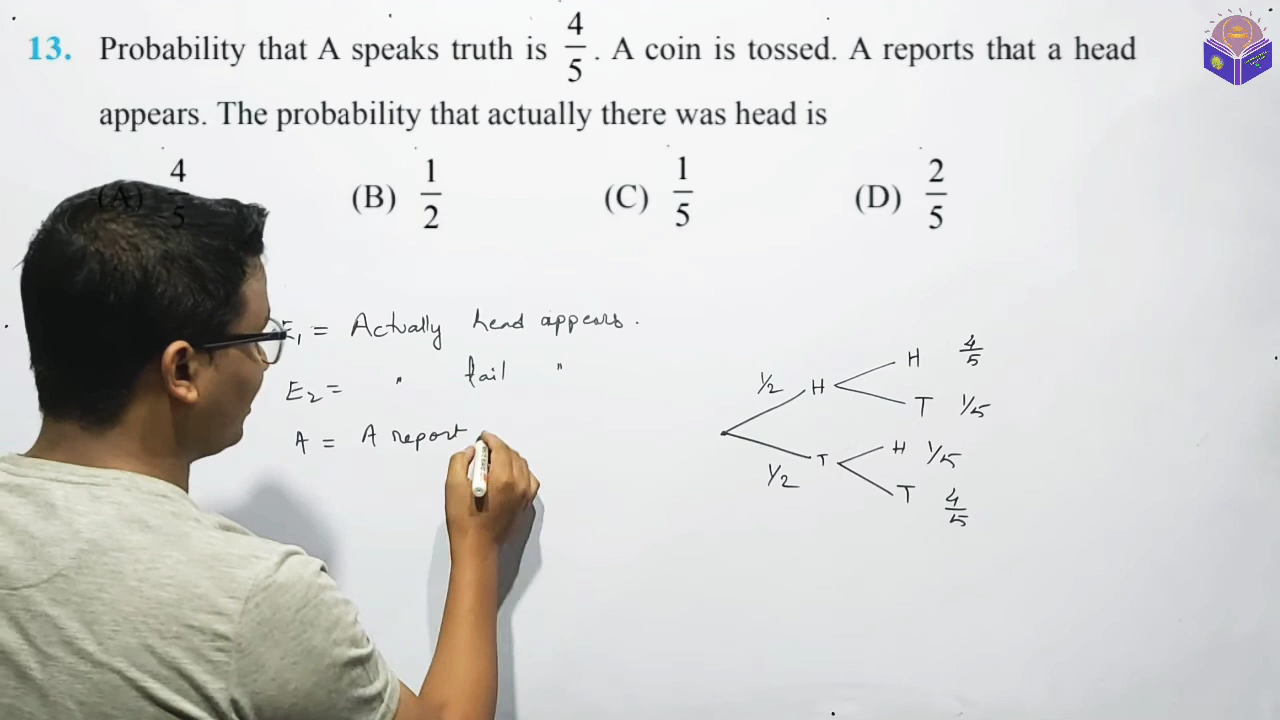 13. Probability that A speaks truth is 4/5. A coin is tossed. A reports that a head
appears. The probability that actually there was head is
(A) 4/5 (B) 1/2 (C) 1/5 (D) 2/5
E₁ = Actually head appears.
E₂ = " tail "
A = A report
1/2 H
H 4/5
T 1/5
1/2 T
H 1/5
T 4/5